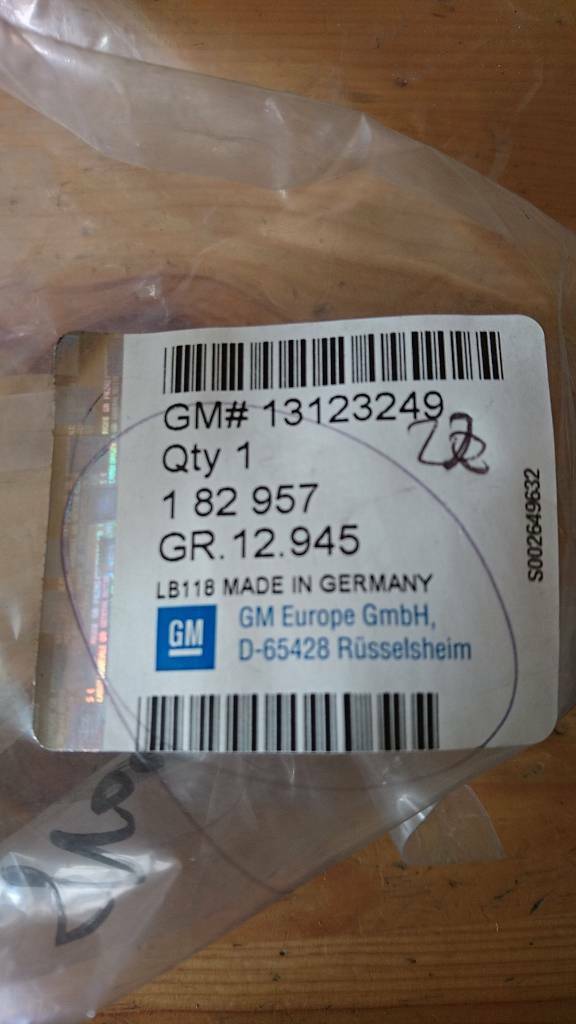 GM# 13123249
22
Qty 1
1 82 957
GR.12.945
LB118 MADE IN GERMANY
GM
GM Europe GmbH,
D-65428 Rüsselsheim
S002649632